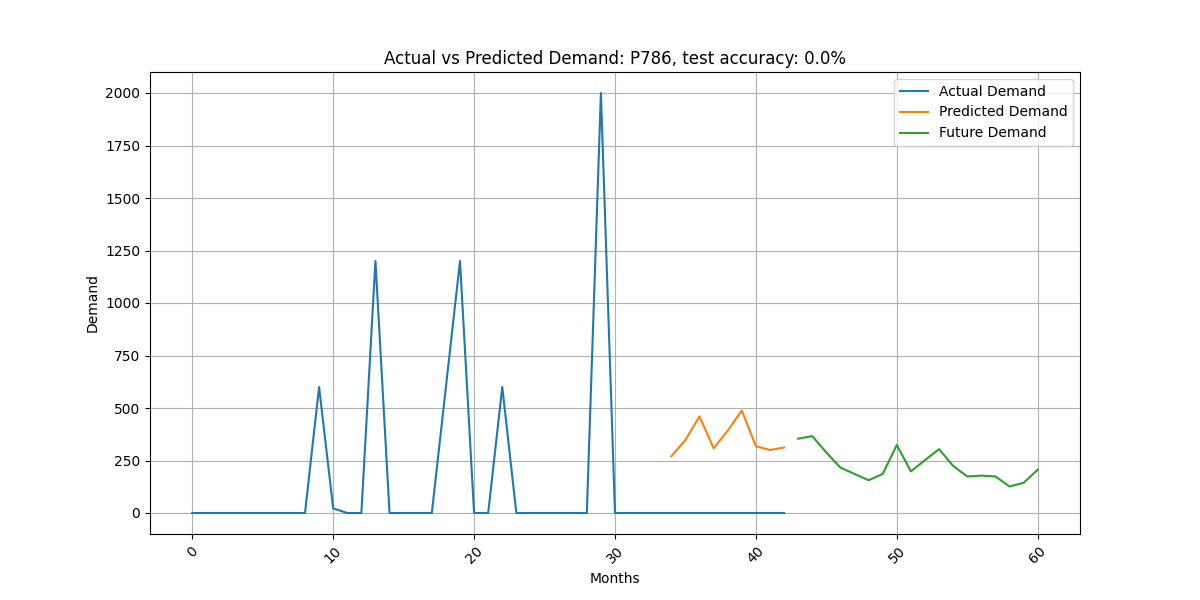 Actual vs Predicted Demand: P786, test accuracy: 0.0%
Actual Demand
Predicted Demand
Future Demand
2000
1750
1500
1250
1000
750
500
250
0
Demand
0
10
20
30
40
50
60
Months